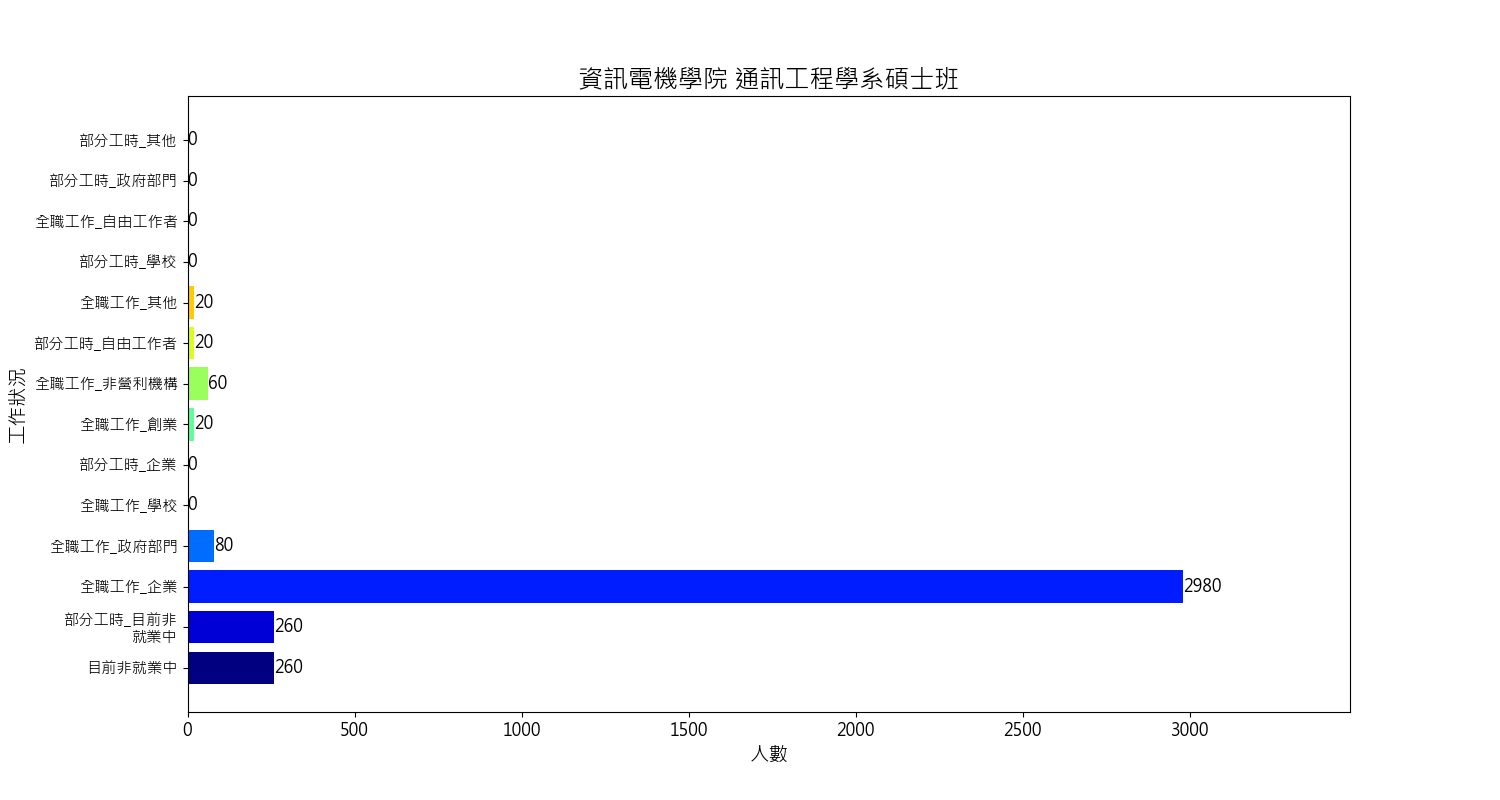 資訊電機學院 通訊工程學系碩士班
部分工時_其他 0
部分工時_政府部門 0
全職工作_自由工作者 0
部分工時_學校 0
全職工作_其他 20
部分工時_自由工作者 20
全職工作_非營利機構 60
全職工作_創業 20
部分工時_企業 0
全職工作_學校 0
全職工作_政府部門 80
全職工作_企業 2980
部分工時_目前非
就業中 260
目前非就業中 260
工作狀況
0 500 1000 1500 2000 2500 3000
人數